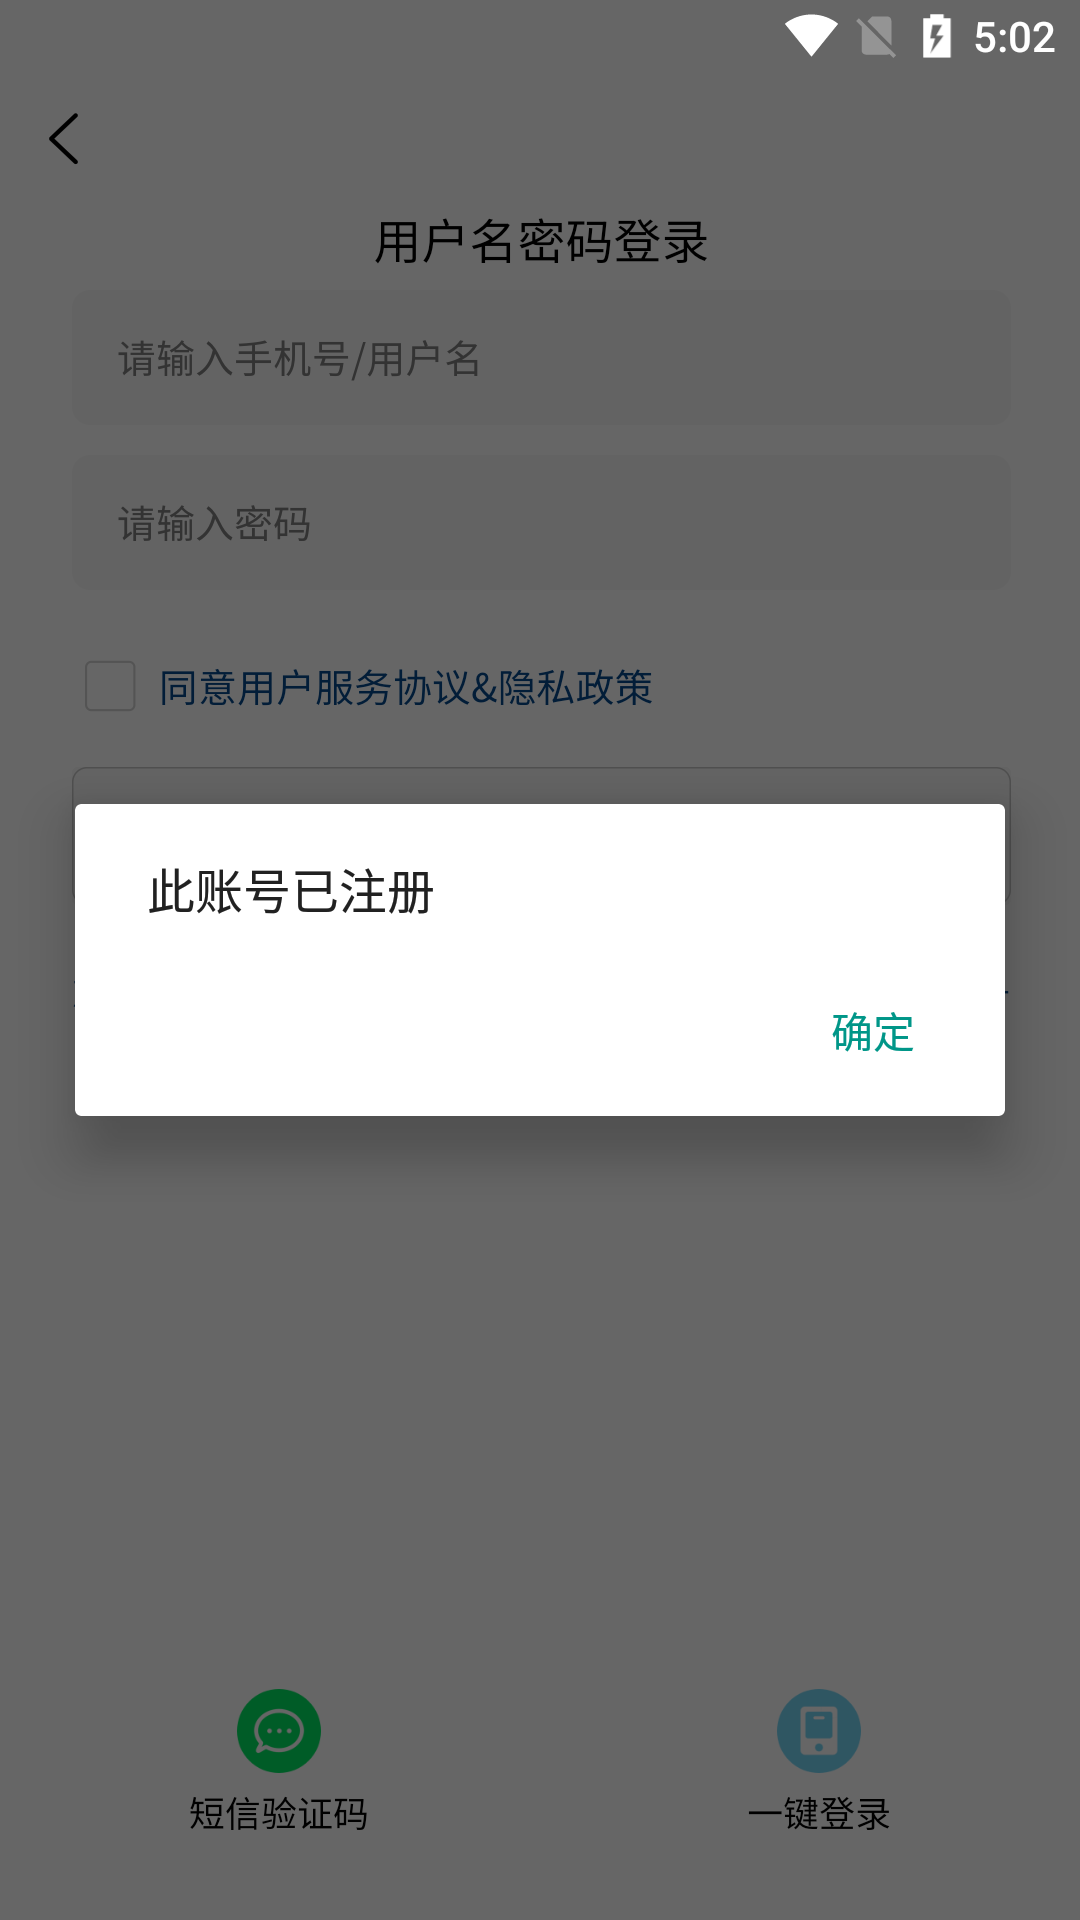 5:02
用户名密码登录
请输入手机号/用户名
请输入密码
同意用户服务协议&隐私政策
此账号已注册
确定
短信验证码
一键登录